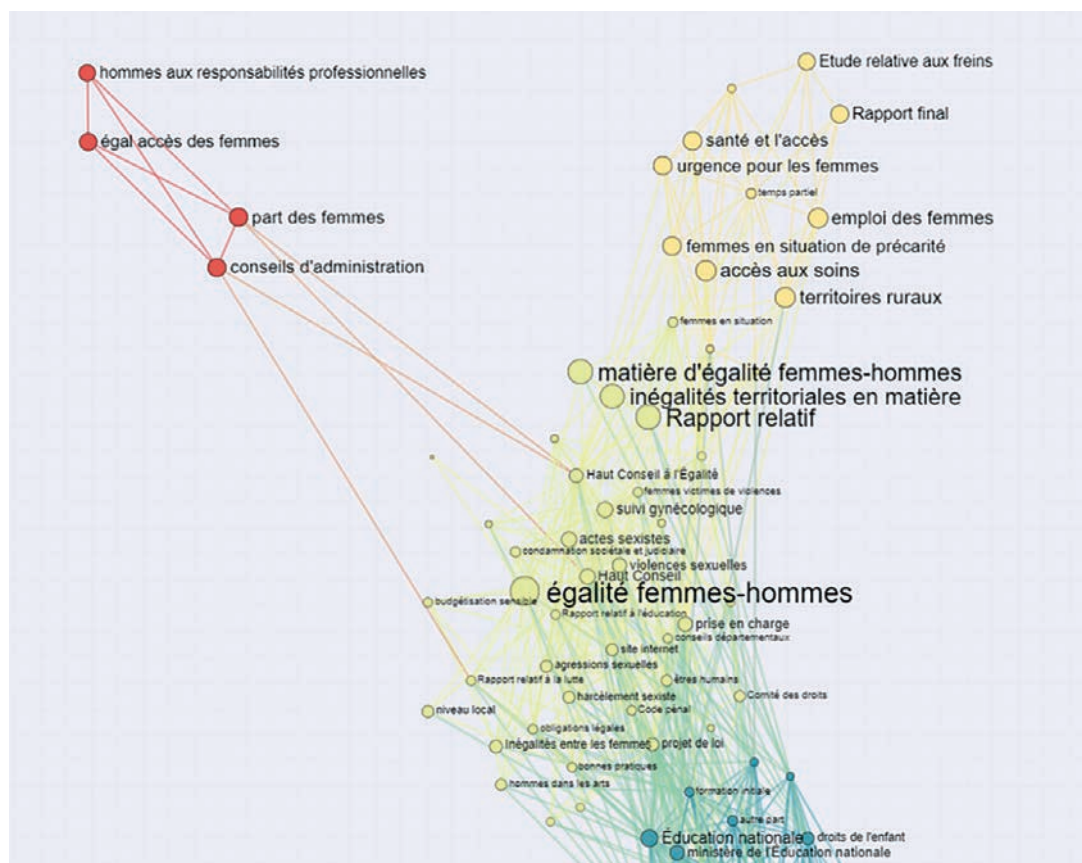 Etude relative aux freins
hommes aux responsabilités professionnelles
Rapport final
égal accès des femmes
santé et l'accès
urgence pour les femmes
temps partiel
part des femmes
emploi des femmes
femmes en situation de précarité
conseils d'administration
accès aux soins
territoires ruraux
femmes en situation
matière d'égalité femmes-hommes
inégalités territoriales en matière
Rapport relatif
Haut Conseil à l'Égalité
femmes victimes de violences
suivi gynécologique
actes sexistes
condamnation sociétale et judiciaire
violences sexuelles
Haut Conseil
égalité femmes-hommes
budgétisation sensible
Rapport relatif à l'éducation
prise en charge
conseils départementaux
site internet
agressions sexuelles
Rapport relatif à la lutte
êtres humains
harcèlement sexiste
Comité des droits
niveau local
Code pénal
obligations légales
Inégalités entre les femmes
projet de loi
bonnes pratiques
hommes dans les arts
formation initiale
autre part
Éducation nationale
droits de l'enfant
ministère de l'Éducation nationale